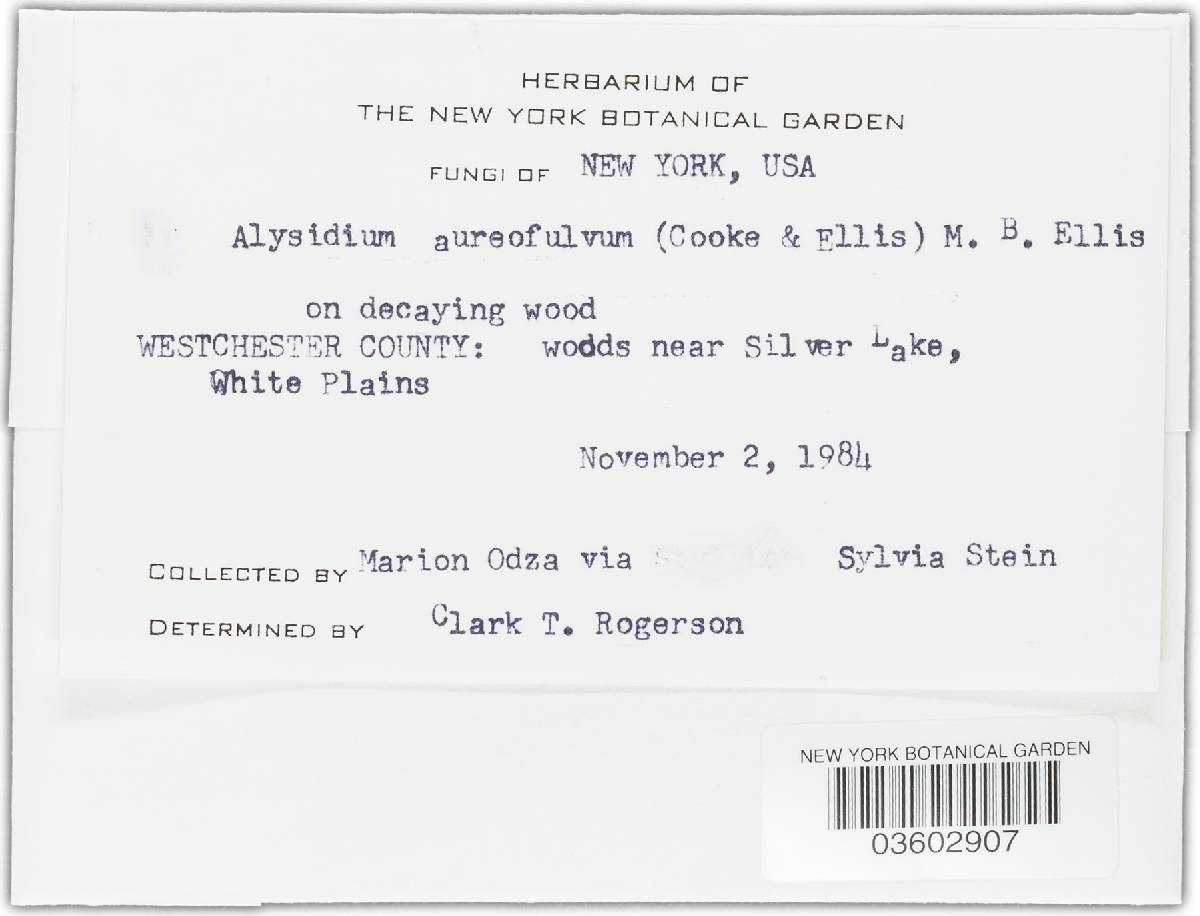 HERBARIUM OF
THE NEW YORK BOTANICAL GARDEN
FUNGI OF NEW YORK, USA
Alysidium aureofulvum (Cooke & Ellis) M. B. Ellis
on decaying wood
WESTCHESTER COUNTY: wodds near Silver Lake,
White Plains
November 2, 1984
COLLECTED BY Marion Odza via Sylvia Stein
DETERMINED BY Clark T. Rogerson
NEW YORK BOTANICAL GARDEN
03602907